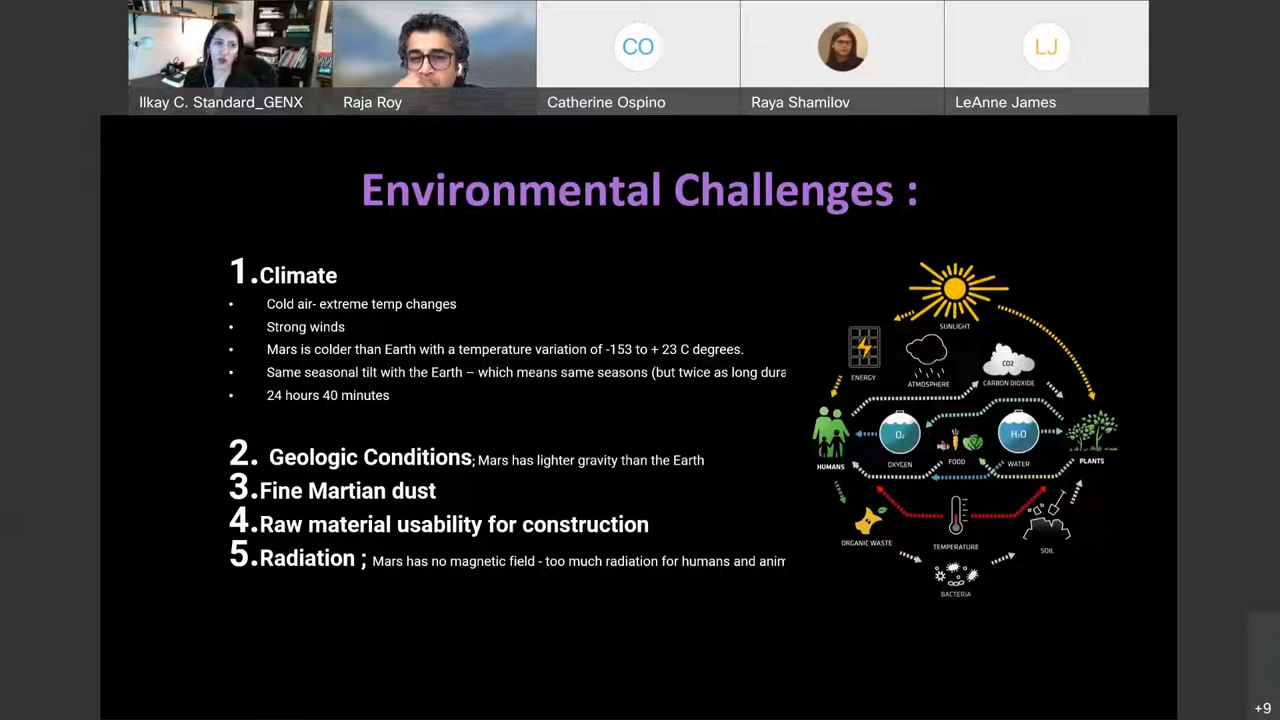 CO
LJ
Ilkay C. Standard_GENX
Raja Roy
Catherine Ospino
Raya Shamilov
LeAnne James
Environmental Challenges :
1.Climate
• Cold air- extreme temp changes
• Strong winds
• Mars is colder than Earth with a temperature variation of -153 to + 23 C degrees.
• Same seasonal tilt with the Earth – which means same seasons (but twice as long dura
• 24 hours 40 minutes
2. Geologic Conditions; Mars has lighter gravity than the Earth
3.Fine Martian dust
4.Raw material usability for construction
5.Radiation ; Mars has no magnetic field - too much radiation for humans and anim
SUNLIGHT
ENERGY
ATMOSPHERE
CO2
CARBON DIOXIDE
HUMANS
O₂
OXYGEN
FOOD
H₂O
WATER
PLANTS
ORGANIC WASTE
TEMPERATURE
SOIL
BACTERIA
+9